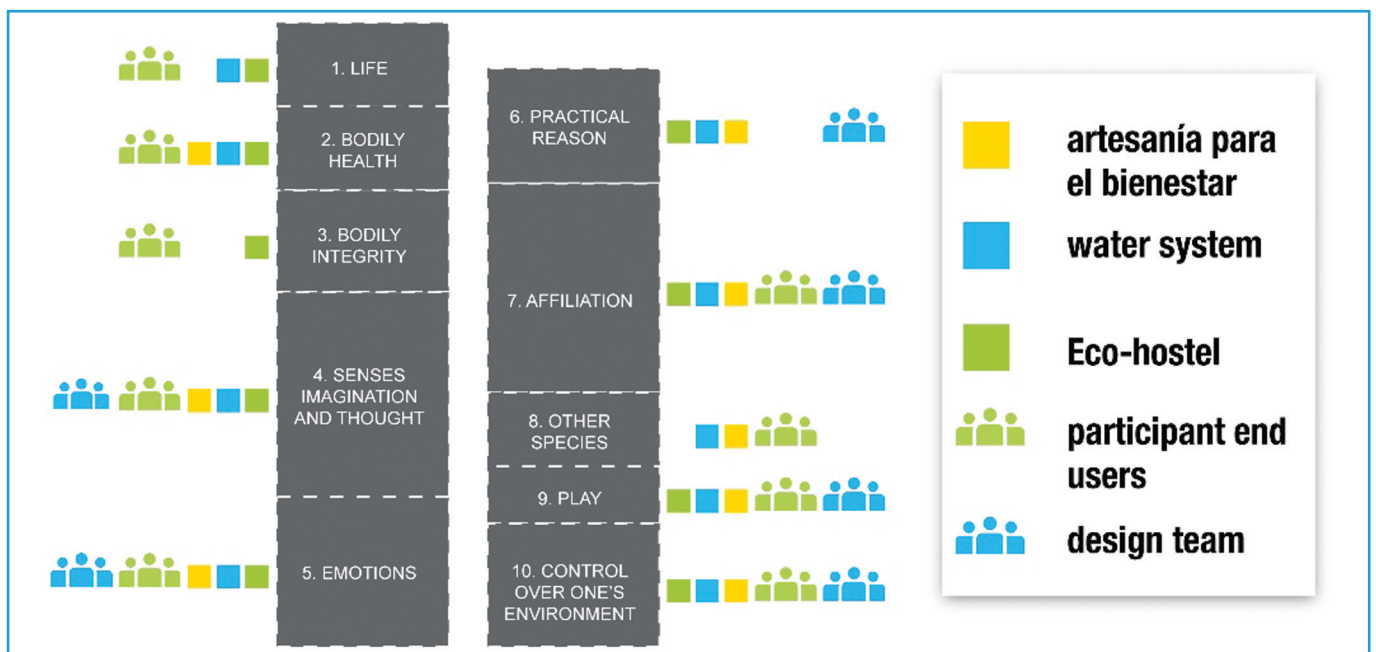 1. LIFE
2. BODILY
HEALTH
3. BODILY
INTEGRITY
4. SENSES
IMAGINATION
AND THOUGHT
5. EMOTIONS
6. PRACTICAL
REASON
7. AFFILIATION
8. OTHER
SPECIES
9. PLAY
10. CONTROL
OVER ONE'S
ENVIRONMENT
artesanía para
el bienestar
water system
Eco-hostel
participant end
users
design team